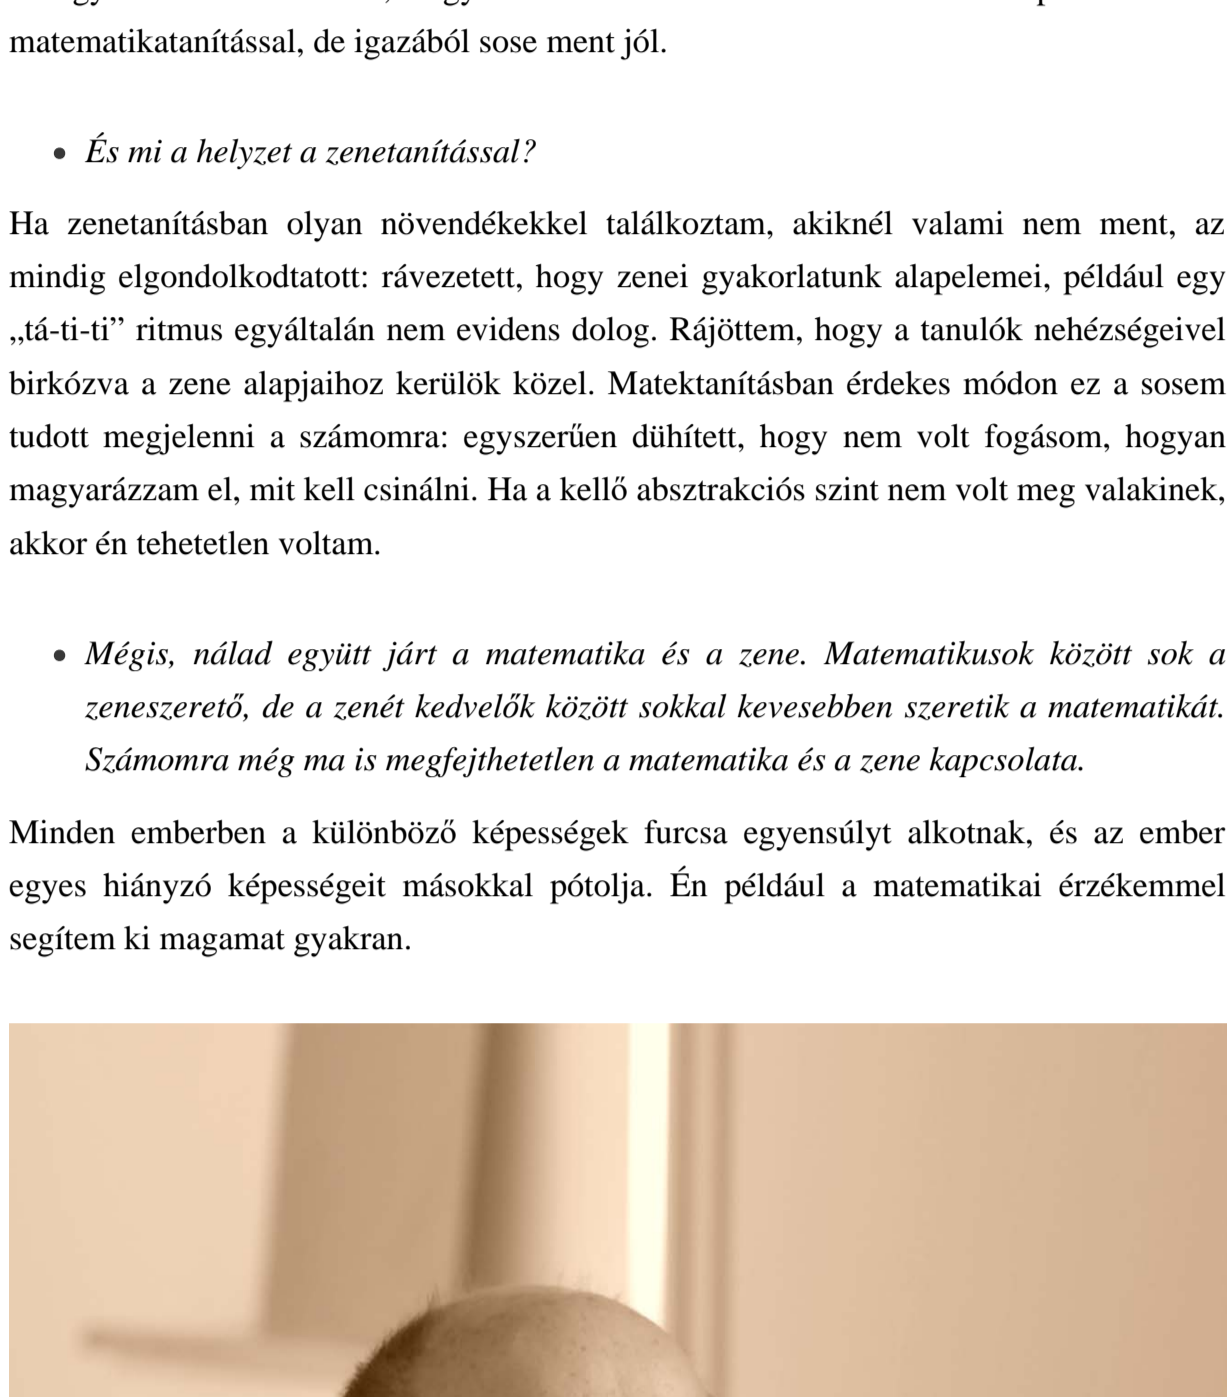 matematikatanítással, de igazából sose ment jól.
• És mi a helyzet a zenetanítással?
Ha zenetanításban olyan növendékekkel találkoztam, akiknél valami nem ment, az
mindig elgondolkodtatott: rávezetett, hogy zenei gyakorlatunk alapelemei, például egy
„tá-ti-ti” ritmus egyáltalán nem evidens dolog. Rájöttem, hogy a tanulók nehézségeivel
birkózva a zene alapjaihoz kerülök közel. Matektanításban érdekes módon ez a sosem
tudott megjelenni a számomra: egyszerűen dühített, hogy nem volt fogásom, hogyan
magyarázzam el, mit kell csinálni. Ha a kellő absztrakciós szint nem volt meg valakinek,
akkor én tehetetlen voltam.
• Mégis, nálad együtt járt a matematika és a zene. Matematikusok között sok a
zeneszerető, de a zenét kedvelők között sokkal kevesebben szeretik a matematikát.
Számomra még ma is megfejthetetlen a matematika és a zene kapcsolata.
Minden emberben a különböző képességek furcsa egyensúlyt alkotnak, és az ember
egyes hiányzó képességeit másokkal pótolja. Én például a matematikai érzékemmel
segítem ki magamat gyakran.